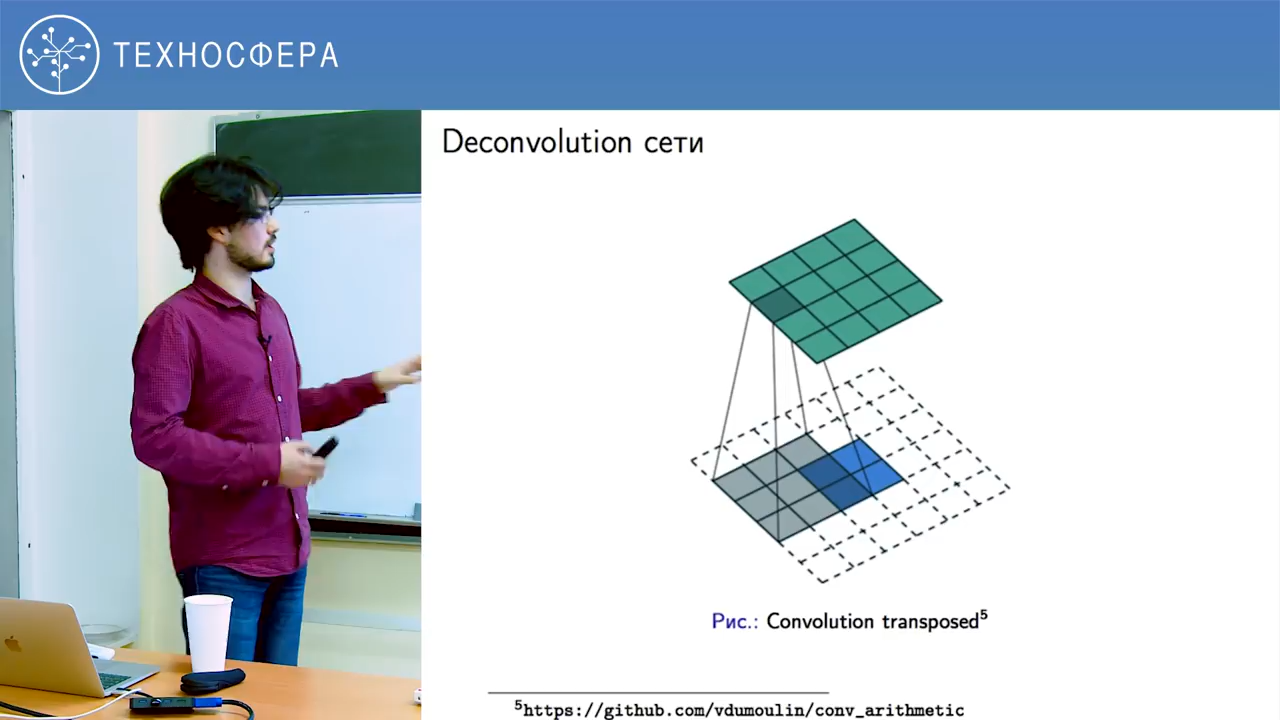 ТЕХНОСФЕРА
Deconvolution сети
Рис.: Convolution transposed⁵
⁵https://github.com/vdumoulin/conv_arithmetic